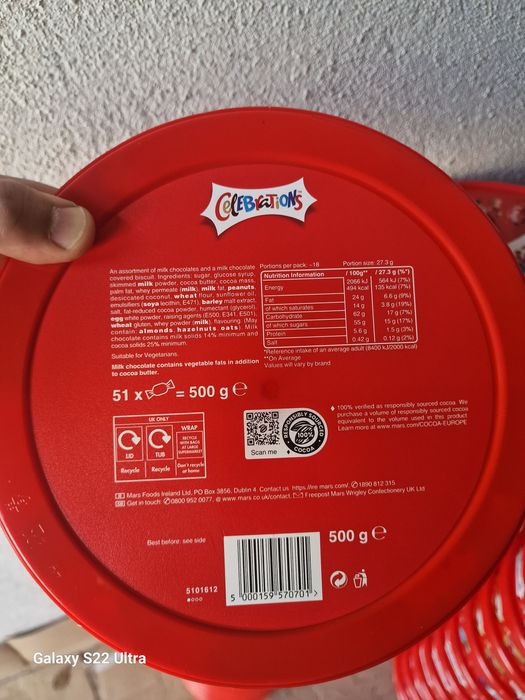 CELEBRATIONS
An assortment of milk chocolates and a milk chocolate
covered biscuit. Ingredients: sugar, glucose syrup,
skimmed milk powder, cocoa butter, cocoa mass,
palm fat, whey permeate (milk), milk fat, peanuts,
desiccated coconut, wheat flour, sunflower oil,
emulsifiers (soya lecithin, E471), barley malt extract,
salt, fat-reduced cocoa powder, humectant (glycerol),
egg white powder, raising agents (E500, E341, E501),
wheat gluten, whey powder (milk), flavouring. (May
contain: almonds, hazelnuts, oats). Milk
chocolate contains milk solids 14% minimum and
cocoa solids 25% minimum.
Suitable for Vegetarians.
Milk chocolate contains vegetable fats in addition
to cocoa butter.
Portions per pack: ~18 Portion size: 27.3 g
Nutrition Information /100g** / 27.3 g (%*)
Energy 2066 kJ 564 kJ (7%)
494 kcal 135 kcal (7%)
Fat 24 g 6.6 g (9%)
of which saturates 14 g 3.8 g (19%)
Carbohydrate 62 g 17 g (7%)
of which sugars 55 g 15 g (17%)
Protein 5.6 g 1.5 g (3%)
Salt 0.42 g 0.12 g (2%)
*Reference intake of an average adult (8400 kJ/2000 kcal)
**On Average
Values will vary by brand
51 x = 500 g e
UK ONLY
LID
Recycle
TUB
Recycle
WRAP
RECYCLE
WITH BAGS
AT LARGE
SUPERMARKET
Don't recycle
at home
Scan me
RESPONSIBLY SOURCED
100%
COCOA
100% verified as responsibly sourced cocoa. We
purchase a volume of responsibly sourced cocoa
equivalent to the volume used in this product.
Learn more at www.mars.com/COCOA-EUROPE
Mars Foods Ireland Ltd, PO Box 3856, Dublin 4. Contact us: https://ire.mars.com/, 1890 812 315
GB Get in touch: 0800 952 0077, @ www.mars.co.uk/contact, Freepost Mars Wrigley Confectionery UK Ltd
Best before: see side
500 g e
5101612
5 000159 570701 >
Galaxy S22 Ultra